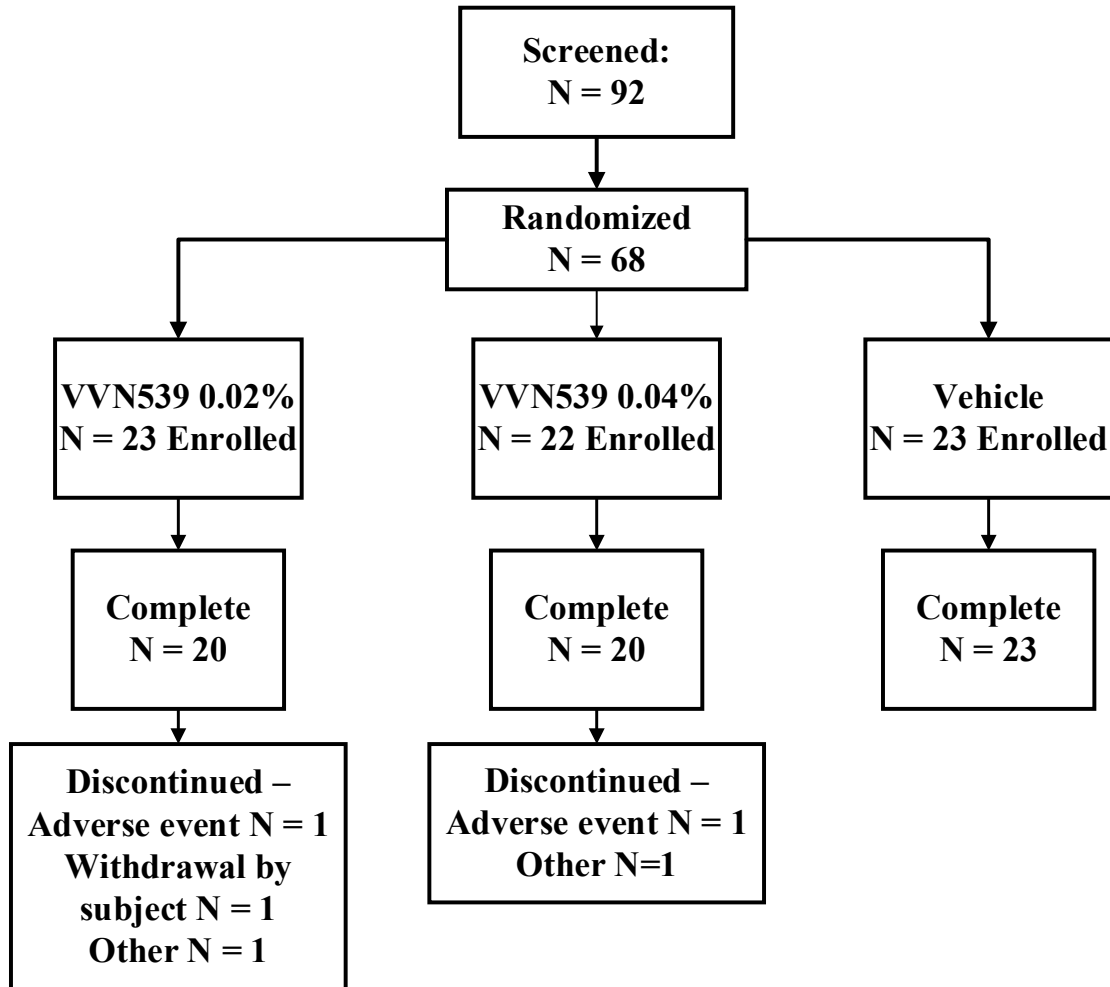 Screened:
N = 92
Randomized
N = 68
VVN539 0.02%
N = 23 Enrolled
VVN539 0.04%
N = 22 Enrolled
Vehicle
N = 23 Enrolled
Complete
N = 20
Complete
N = 20
Complete
N = 23
Discontinued –
Adverse event N = 1
Withdrawal by
subject N = 1
Other N = 1
Discontinued –
Adverse event N = 1
Other N=1